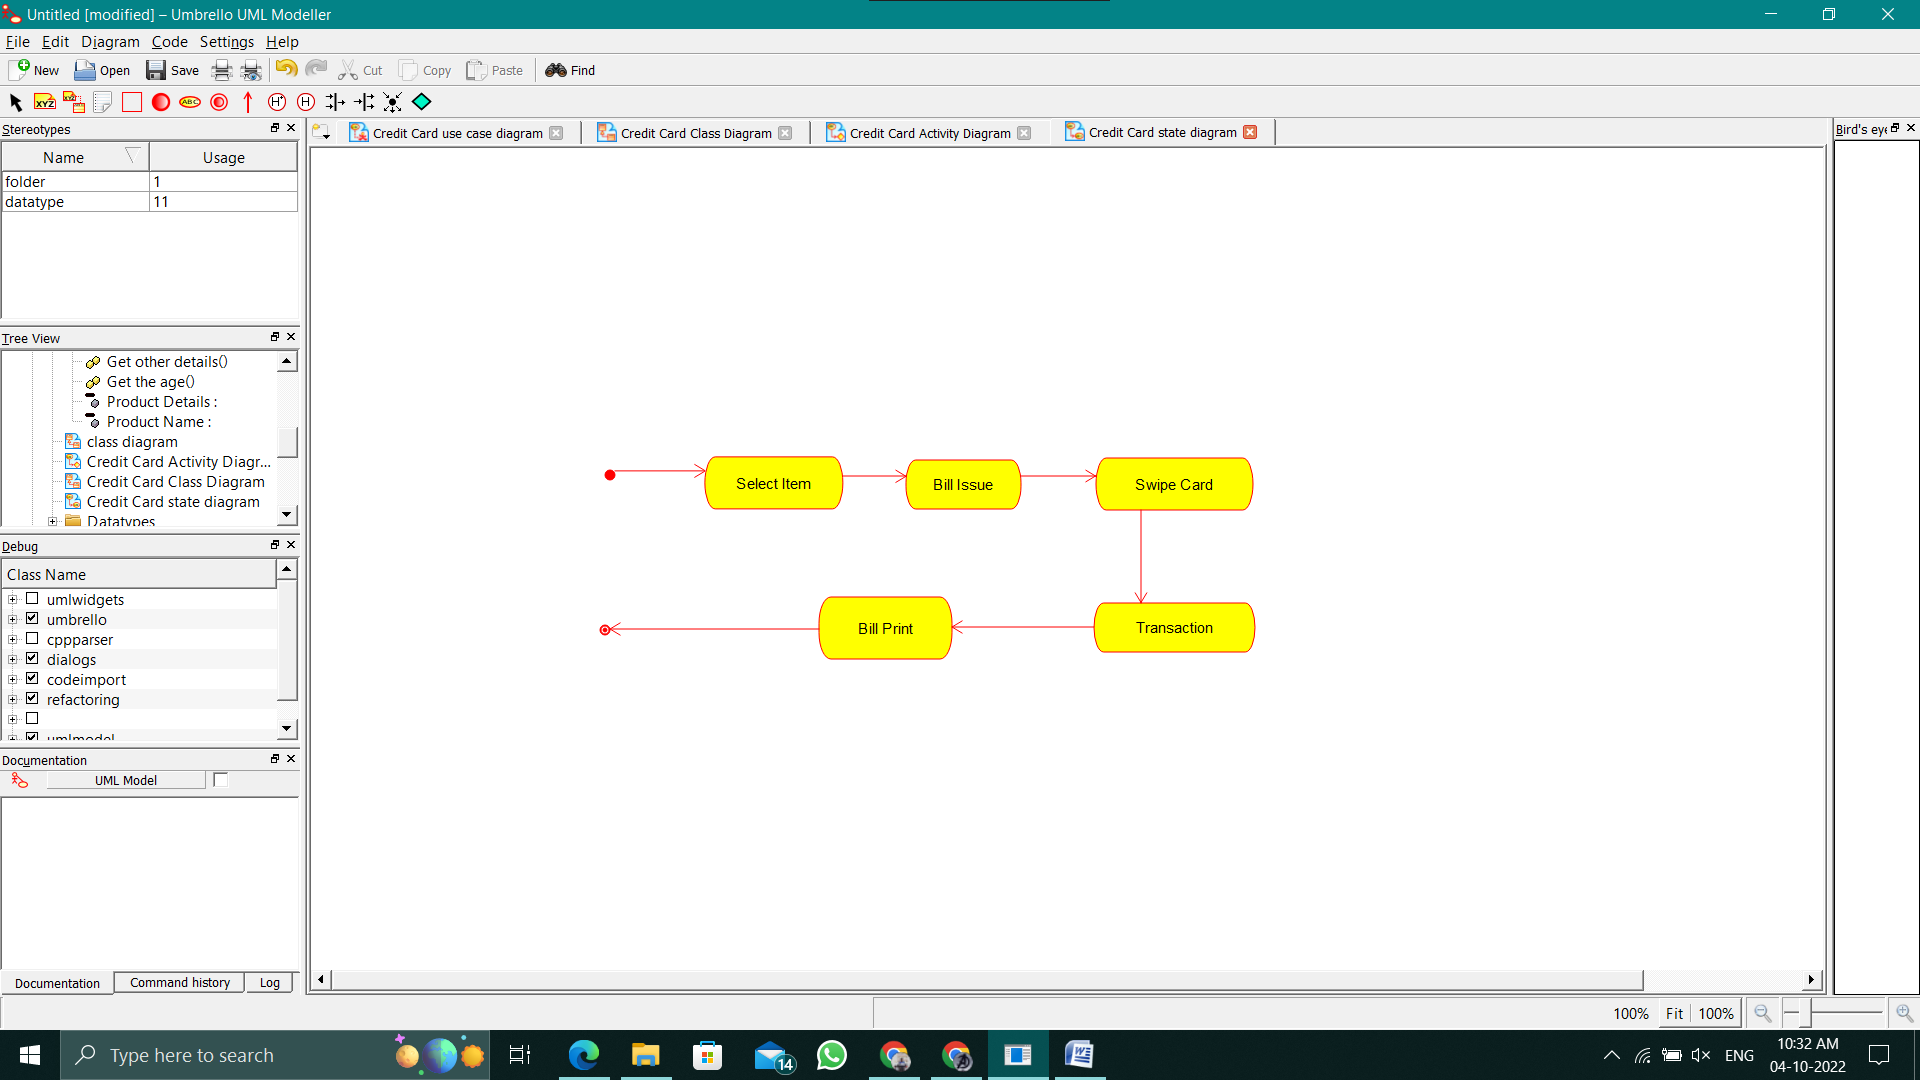 Untitled [modified] – Umbrello UML Modeller
File Edit Diagram Code Settings Help
New Open Save Cut Copy Paste Find
XYZ XYZ ABC H* H
Stereotypes
Name Usage
folder 1
datatype 11
Tree View
Get other details()
Get the age()
Product Details :
Product Name :
class diagram
Credit Card Activity Diagr...
Credit Card Class Diagram
Credit Card state diagram
Datatypes
Debug
Class Name
umlwidgets
umbrello
cppparser
dialogs
codeimport
refactoring
umlmodel
Documentation
UML Model
Documentation Command history Log
Credit Card use case diagram Credit Card Class Diagram Credit Card Activity Diagram Credit Card state diagram
Select Item Bill Issue Swipe Card
Bill Print Transaction
Bird's eye
100% Fit 100%
Type here to search
14
ENG
10:32 AM
04-10-2022